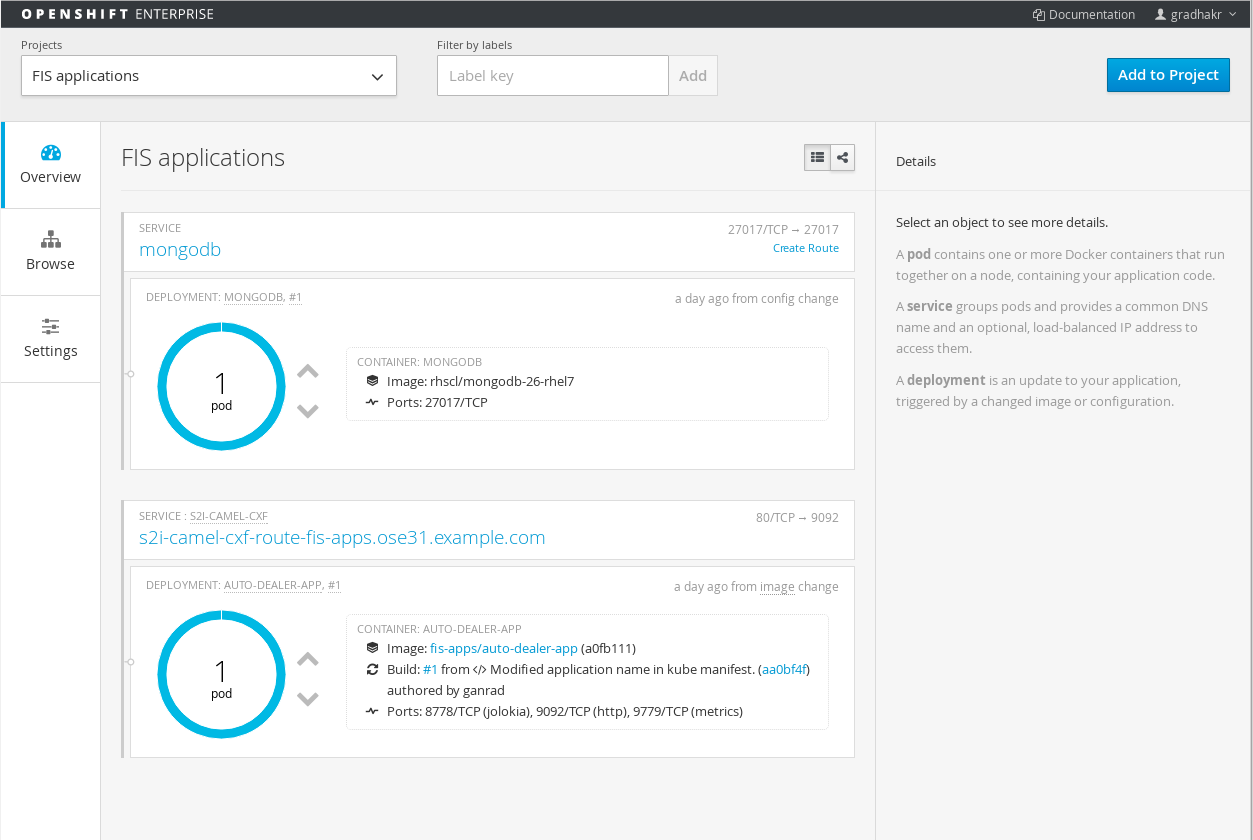 OPENSHIFT ENTERPRISE
Documentation
gradhakr
Projects
FIS applications
Filter by labels
Label key
Add
Add to Project
Overview
Browse
Settings
FIS applications
SERVICE
mongodb
27017/TCP → 27017
Create Route
DEPLOYMENT: MONGODB, #1
a day ago from config change
1
pod
CONTAINER: MONGODB
Image: rhscl/mongodb-26-rhel7
Ports: 27017/TCP
SERVICE : S2I-CAMEL-CXF
s2i-camel-cxf-route-fis-apps.ose31.example.com
80/TCP → 9092
DEPLOYMENT: AUTO-DEALER-APP, #1
a day ago from image change
1
pod
CONTAINER: AUTO-DEALER-APP
Image: fis-apps/auto-dealer-app (a0fb111)
Build: #1 from </> Modified application name in kube manifest. (aa0bf4f)
authored by ganrad
Ports: 8778/TCP (jolokia), 9092/TCP (http), 9779/TCP (metrics)
Details
Select an object to see more details.
A pod contains one or more Docker containers that run
together on a node, containing your application code.
A service groups pods and provides a common DNS
name and an optional, load-balanced IP address to
access them.
A deployment is an update to your application,
triggered by a changed image or configuration.